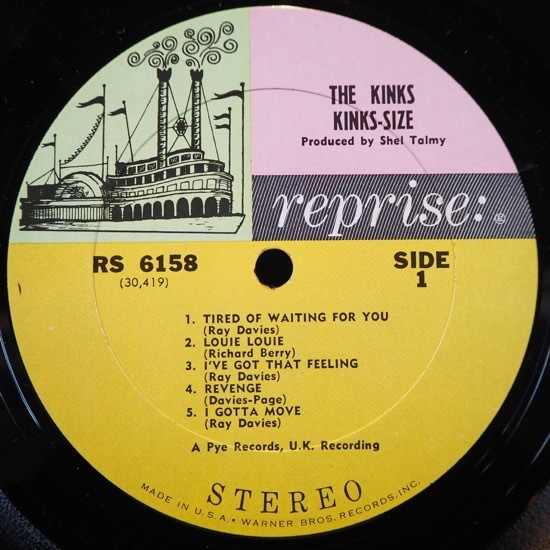 THE KINKS
KINKS-SIZE
Produced by Shel Talmy
reprise:
RS 6158
(30,419)
SIDE
1
1. TIRED OF WAITING FOR YOU
(Ray Davies)
2. LOUIE LOUIE
(Richard Berry)
3. I'VE GOT THAT FEELING
(Ray Davies)
4. REVENGE
(Davies-Page)
5. I GOTTA MOVE
(Ray Davies)
A Pye Records, U.K. Recording
STEREO
MADE IN U.S.A. • WARNER BROS. RECORDS, INC.